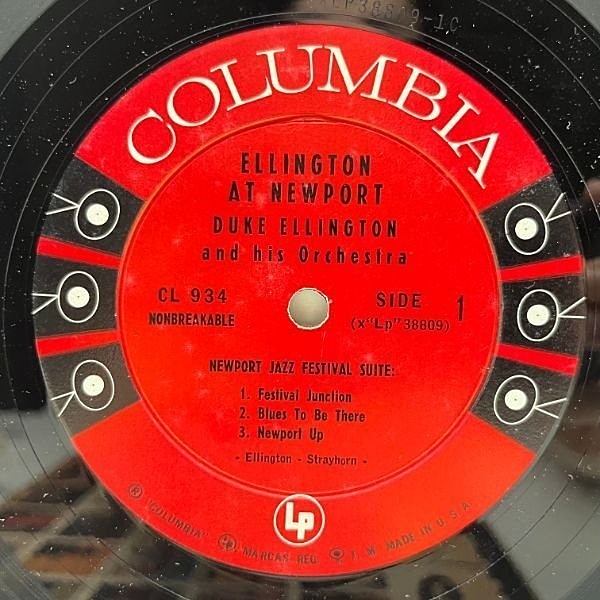 COLUMBIA
ELLINGTON
AT NEWPORT
DUKE ELLINGTON
and his Orchestra
CL 934
NONBREAKABLE
SIDE 1
(x"Lp"38809)
NEWPORT JAZZ FESTIVAL SUITE:
1. Festival Junction
2. Blues To Be There
3. Newport Up
- Ellington - Strayhorn -
Lp
® "COLUMBIA" Lp MARCAS REG. T. M. MADE IN U.S.A.